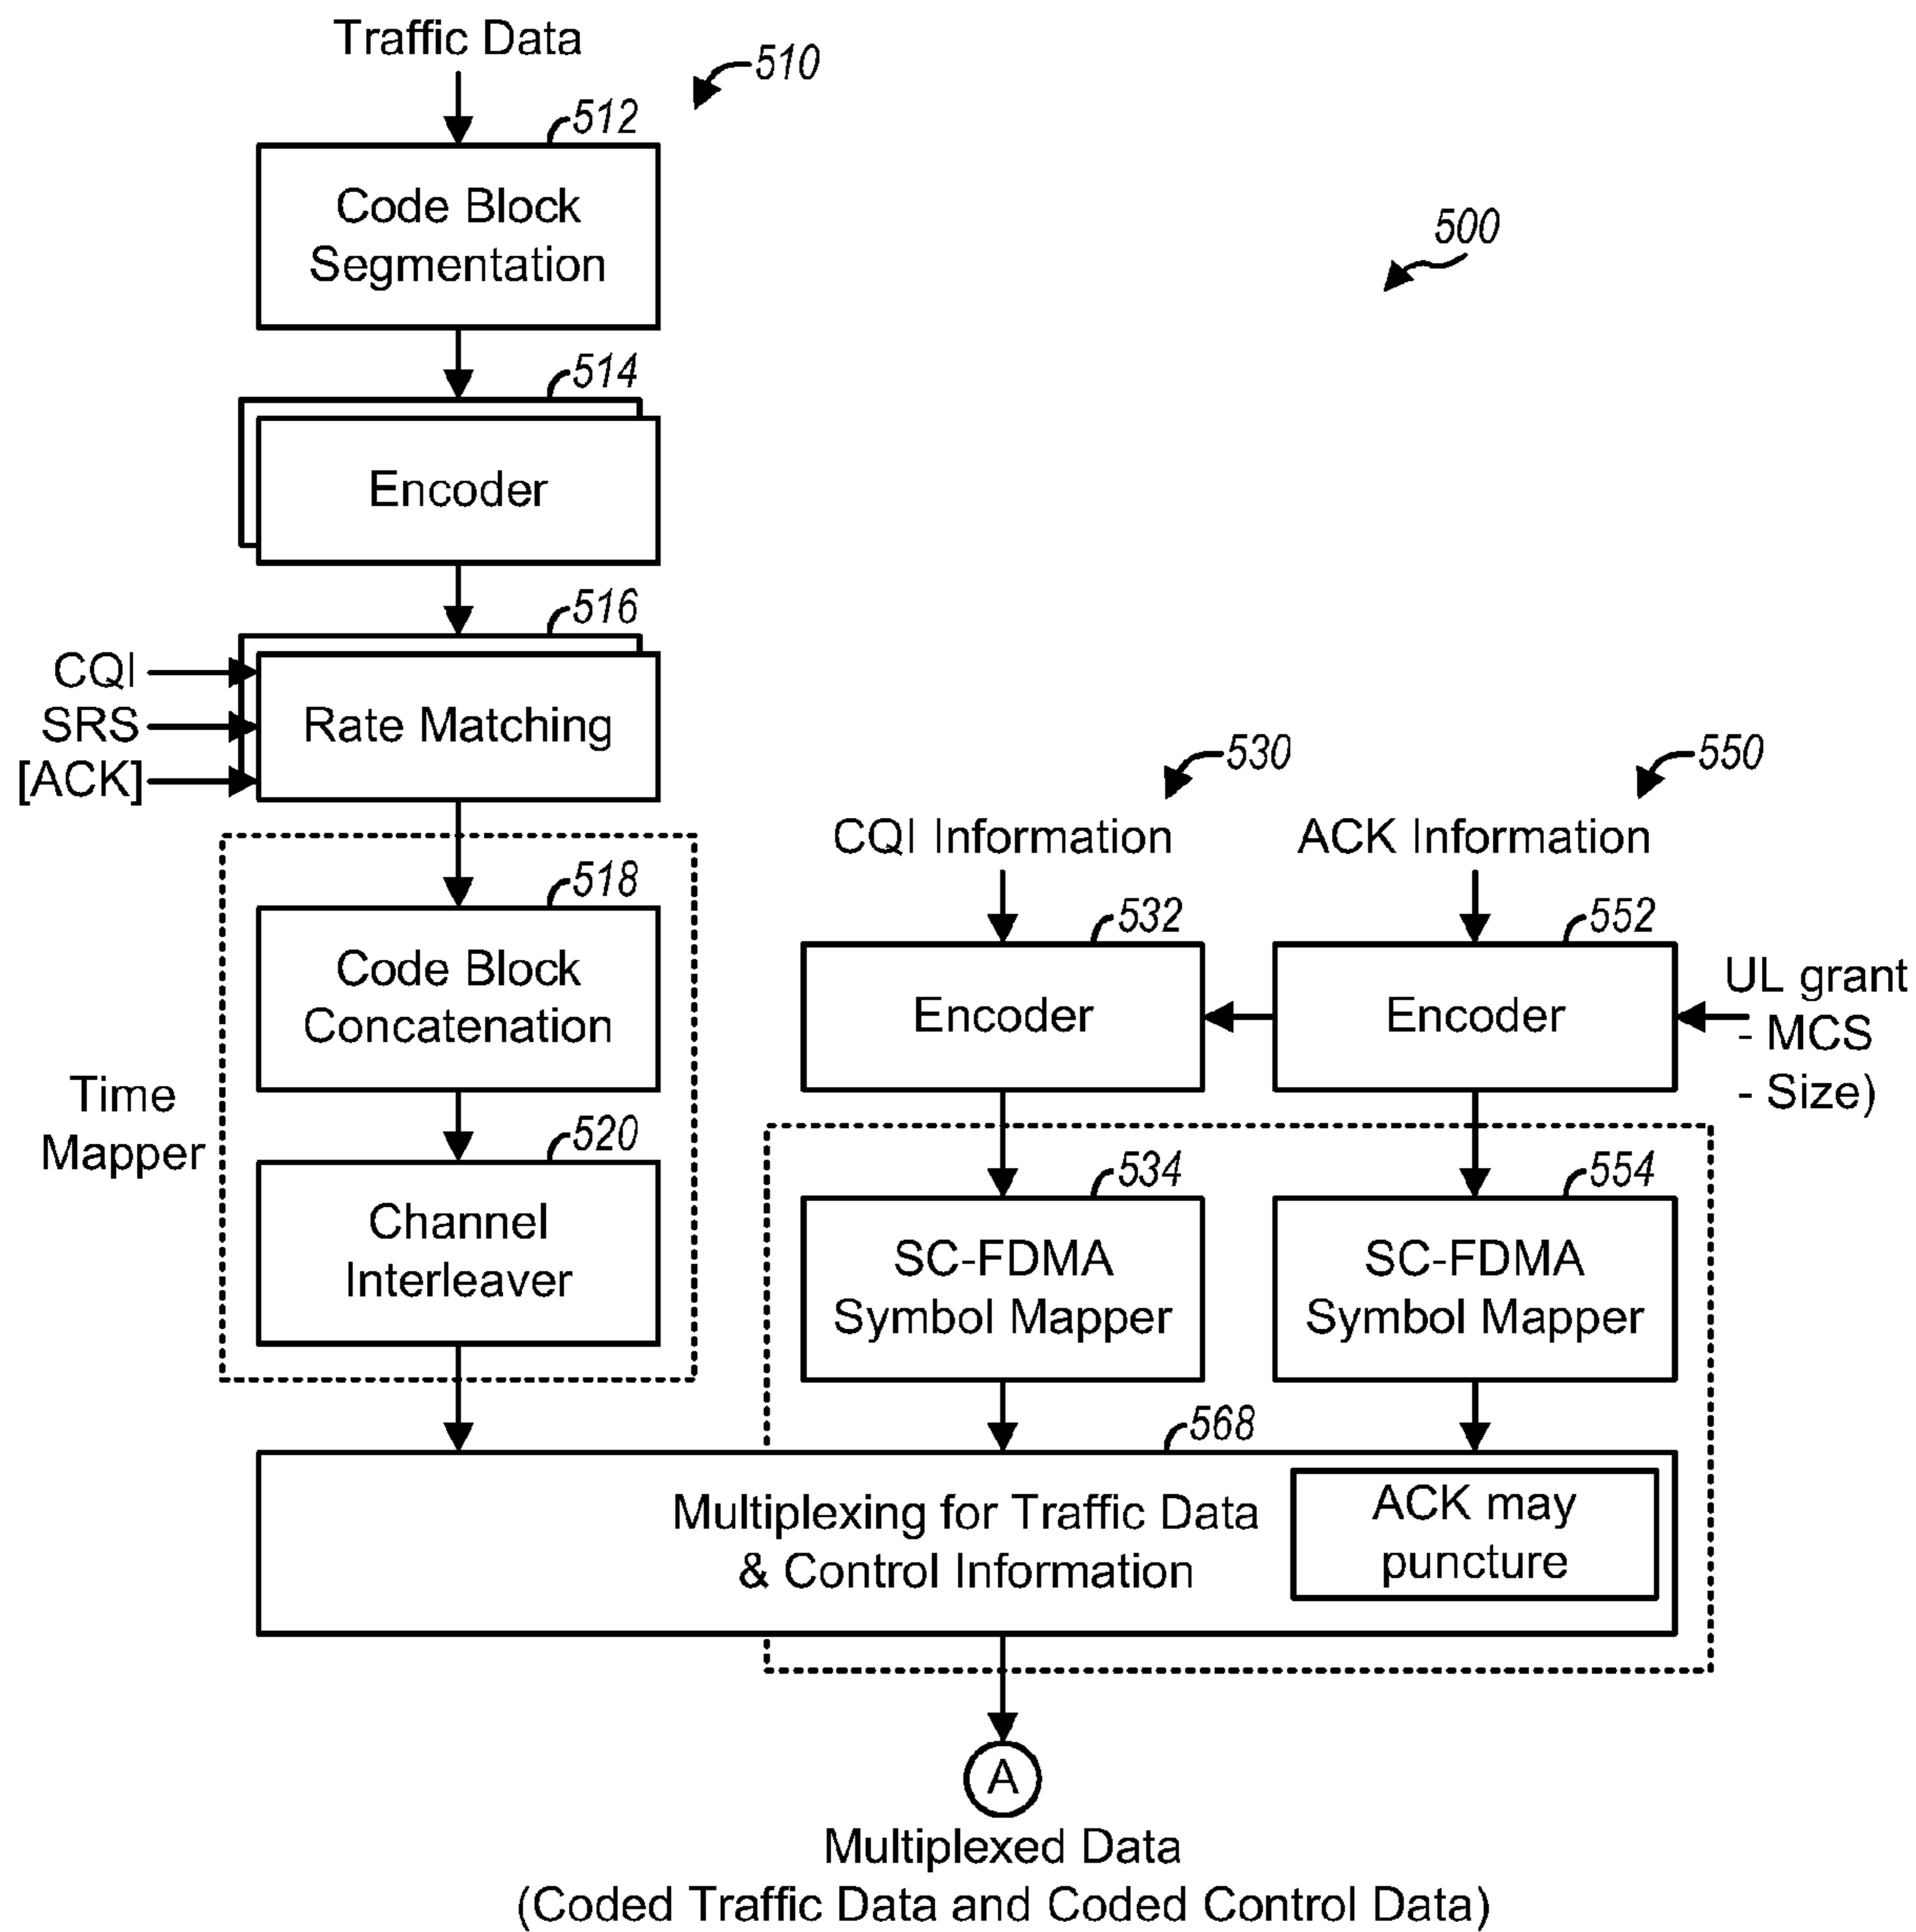 Traffic Data
510
512
Code Block
Segmentation
500
514
Encoder
516
CQI
SRS
[ACK]
Rate Matching
530
550
CQI Information
ACK Information
518
Code Block
Concatenation
532
Encoder
552
Encoder
UL grant
- MCS
- Size)
Time
Mapper
520
Channel
Interleaver
534
SC-FDMA
Symbol Mapper
554
SC-FDMA
Symbol Mapper
568
Multiplexing for Traffic Data
& Control Information
ACK may
puncture
A
Multiplexed Data
(Coded Traffic Data and Coded Control Data)